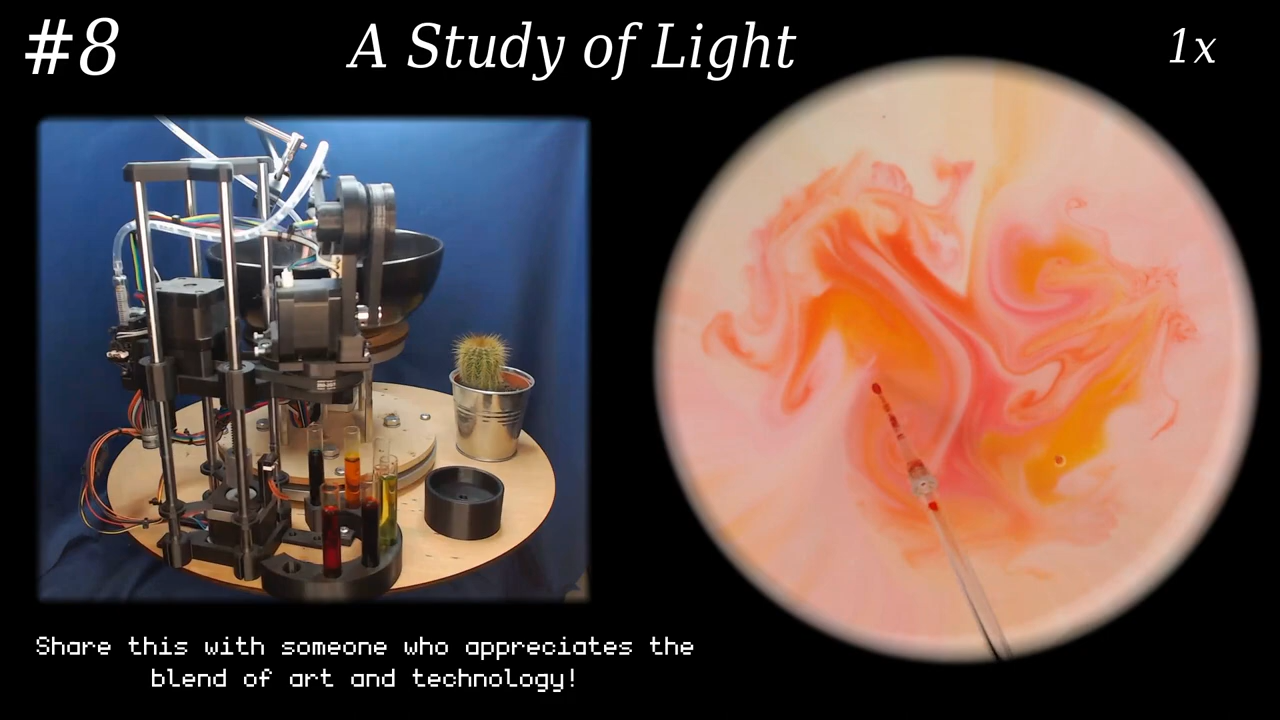 #8
A Study of Light
1x
Share this with someone who appreciates the
blend of art and technology!